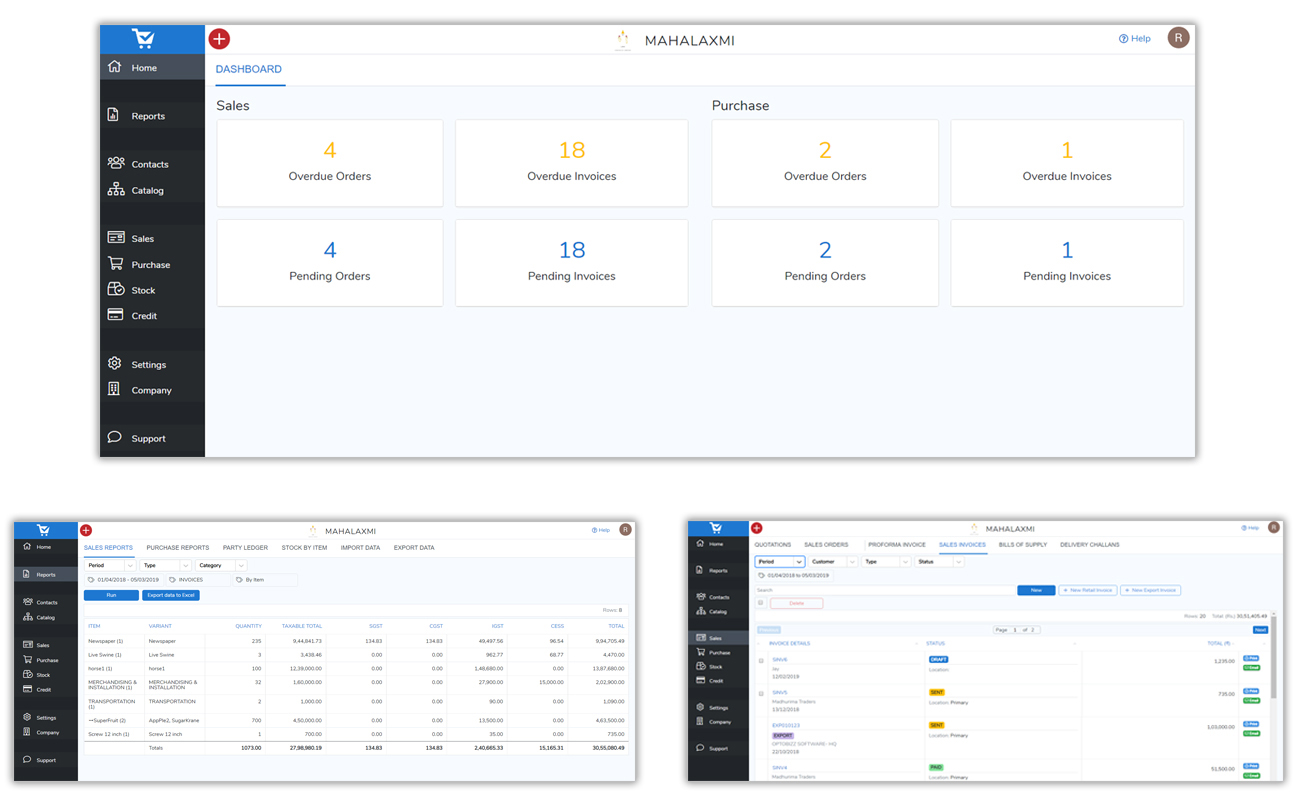 MAHALAXMI
Help
R
Home
Reports
Contacts
Catalog
Sales
Purchase
Stock
Credit
Settings
Company
Support
DASHBOARD
Sales
Purchase
4
18
2
1
Overdue Orders
Overdue Invoices
Overdue Orders
Overdue Invoices
4
18
2
1
Pending Orders
Pending Invoices
Pending Orders
Pending Invoices
MAHALAXMI
Help
R
Home
Reports
Contacts
Catalog
Sales
Purchase
Stock
Credit
Settings
Company
Support
SALES REPORTS PURCHASE REPORTS PARTY LEDGER STOCK BY ITEM IMPORT DATA EXPORT DATA
Period Type Category
01/04/2018 - 05/03/2019 INVOICES By Item
Run Export data to Excel
Rows: 8
ITEM VARIANT QUANTITY TAXABLE TOTAL SGST CGST IGST CESS TOTAL
Newspaper (1) Newspaper 235 9,44,841.73 134.83 134.83 49,497.56 96.54 9,94,705.49
Live Swine (1) Live Swine 3 3,438.46 0.00 0.00 962.77 68.77 4,470.00
horse1 (1) horse1 100 12,39,000.00 0.00 0.00 1,48,680.00 0.00 13,87,680.00
MERCHANDISING & INSTALLATION (1) MERCHANDISING & INSTALLATION 32 1,60,000.00 0.00 0.00 27,900.00 15,000.00 2,02,900.00
TRANSPORTATION (1) TRANSPORTATION 2 1,000.00 0.00 0.00 90.00 0.00 1,090.00
SuperFruit (2) ApplPie2, SugarKrane 700 4,50,000.00 0.00 0.00 13,500.00 0.00 4,63,500.00
Screw 12 inch (1) Screw 12 inch 1 700.00 0.00 0.00 35.00 0.00 735.00
Totals 1073.00 27,98,980.19 134.83 134.83 2,40,665.33 15,165.31 30,55,080.49
MAHALAXMI
Help
R
Home
Reports
Contacts
Catalog
Sales
Purchase
Stock
Credit
Settings
Company
Support
QUOTATIONS SALES ORDERS PROFORMA INVOICE SALES INVOICES BILLS OF SUPPLY DELIVERY CHALLANS
Period Customer Type Status
01/04/2018 to 05/03/2019
Search New + New Retail Invoice + New Export Invoice
Delete
Rows: 20 Total (Rs.) 30,51,405.49
Previous Page 1 of 2 Next
INVOICE DETAILS STATUS TOTAL (₹)
SINV6 DRAFT 1,235.00 Print
Location: Email
12/02/2019
SINV5 SENT 735.00 Print
Madhurima Traders Location: Primary Email
13/12/2018
EXP010123 SENT 1,03,000.00 Print
EXPORT Location: Primary Email
OPTOBIZZ SOFTWARE-HQ
22/10/2018
SINV4 PAID 51,500.00 Print
Madhurima Traders Location: Primary Email